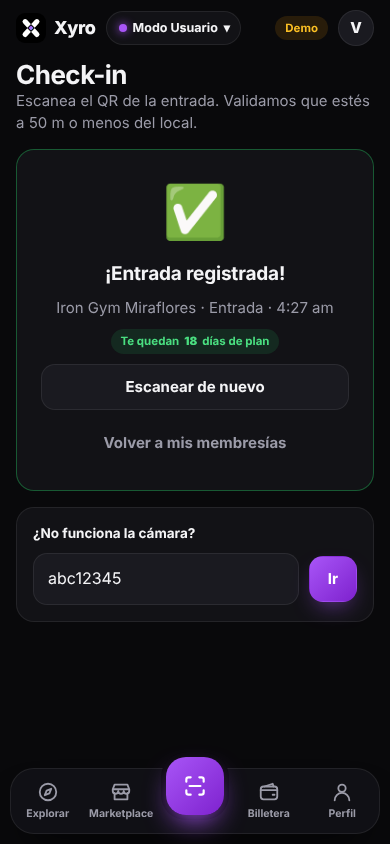 Xyro
Modo Usuario ▾
Demo
V
Check-in
Escanea el QR de la entrada. Validamos que estés
a 50 m o menos del local.
¡Entrada registrada!
Iron Gym Miraflores · Entrada · 4:27 am
Te quedan 18 días de plan
Escanear de nuevo
Volver a mis membresías
¿No funciona la cámara?
abc12345
Ir
Explorar
Marketplace
Billetera
Perfil